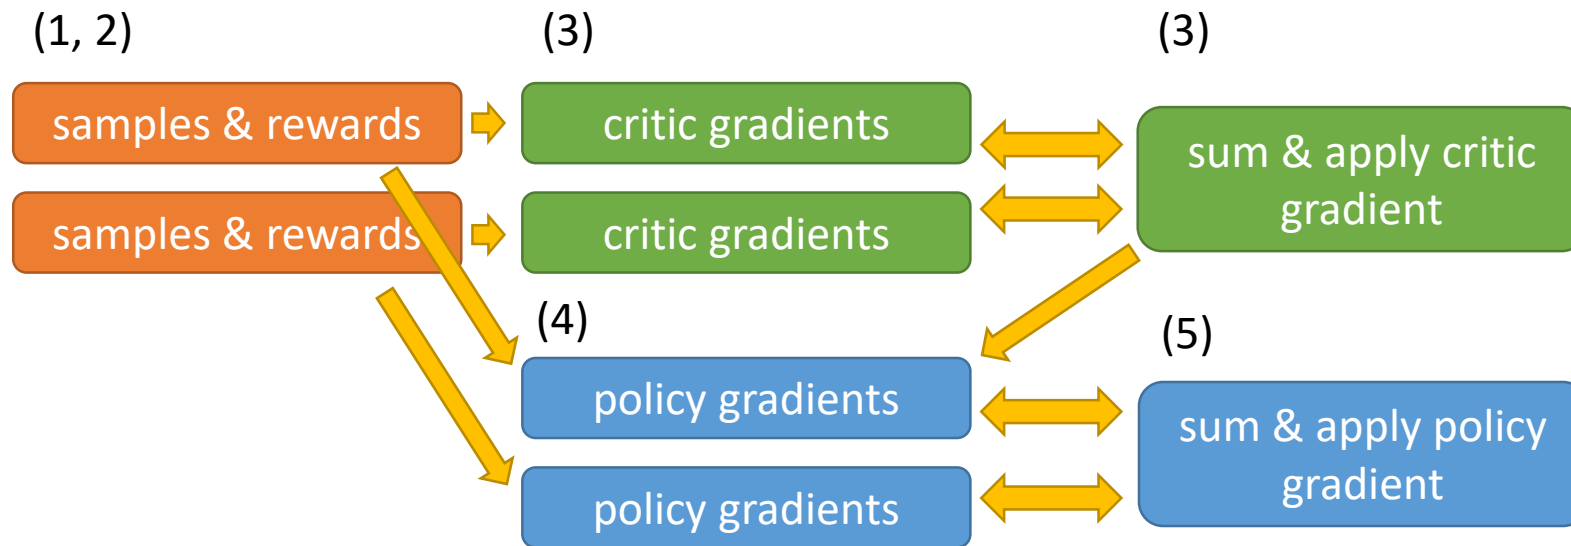 (1, 2)
(3)
(3)
samples & rewards
critic gradients
sum & apply critic
gradient
samples & rewards
critic gradients
(4)
(5)
policy gradients
sum & apply policy
gradient
policy gradients